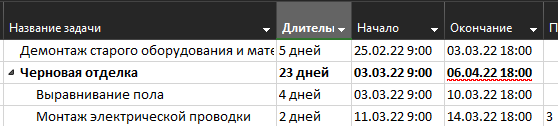 Название задачи Длителы Начало Окончание П
Демонтаж старого оборудования и мате 5 дней 25.02.22 9:00 03.03.22 18:00
Черновая отделка 23 дней 03.03.22 9:00 06.04.22 18:00
Выравнивание пола 4 дней 03.03.22 9:00 10.03.22 18:00
Монтаж электрической проводки 2 дней 11.03.22 9:00 14.03.22 18:00 3